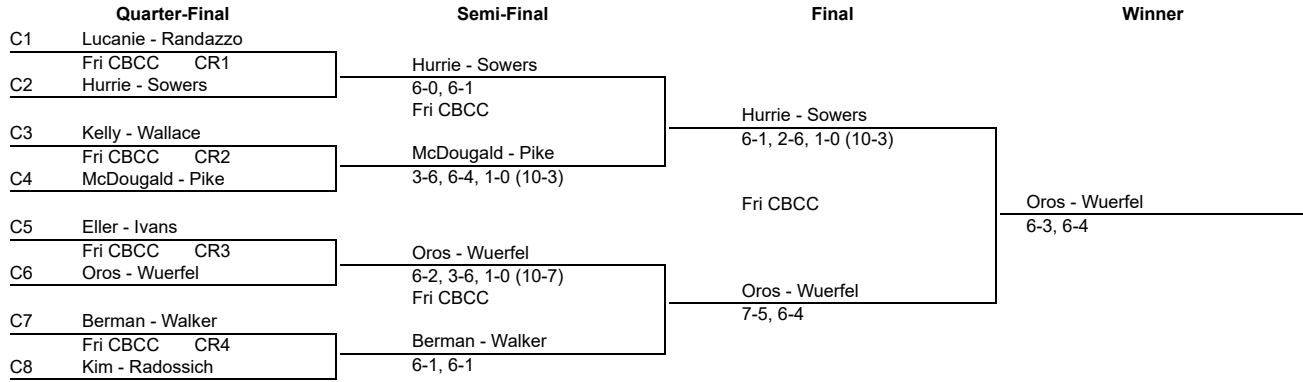 Quarter-Final Semi-Final Final Winner
C1 Lucanie - Randazzo
Fri CBCC CR1
C2 Hurrie - Sowers
Hurrie - Sowers
6-0, 6-1
Fri CBCC
C3 Kelly - Wallace
Fri CBCC CR2
C4 McDougald - Pike
McDougald - Pike
3-6, 6-4, 1-0 (10-3)
Hurrie - Sowers
6-1, 2-6, 1-0 (10-3)
Fri CBCC
C5 Eller - Ivans
Fri CBCC CR3
C6 Oros - Wuerfel
Oros - Wuerfel
6-2, 3-6, 1-0 (10-7)
Fri CBCC
C7 Berman - Walker
Fri CBCC CR4
C8 Kim - Radossich
Berman - Walker
6-1, 6-1
Oros - Wuerfel
7-5, 6-4
Oros - Wuerfel
6-3, 6-4